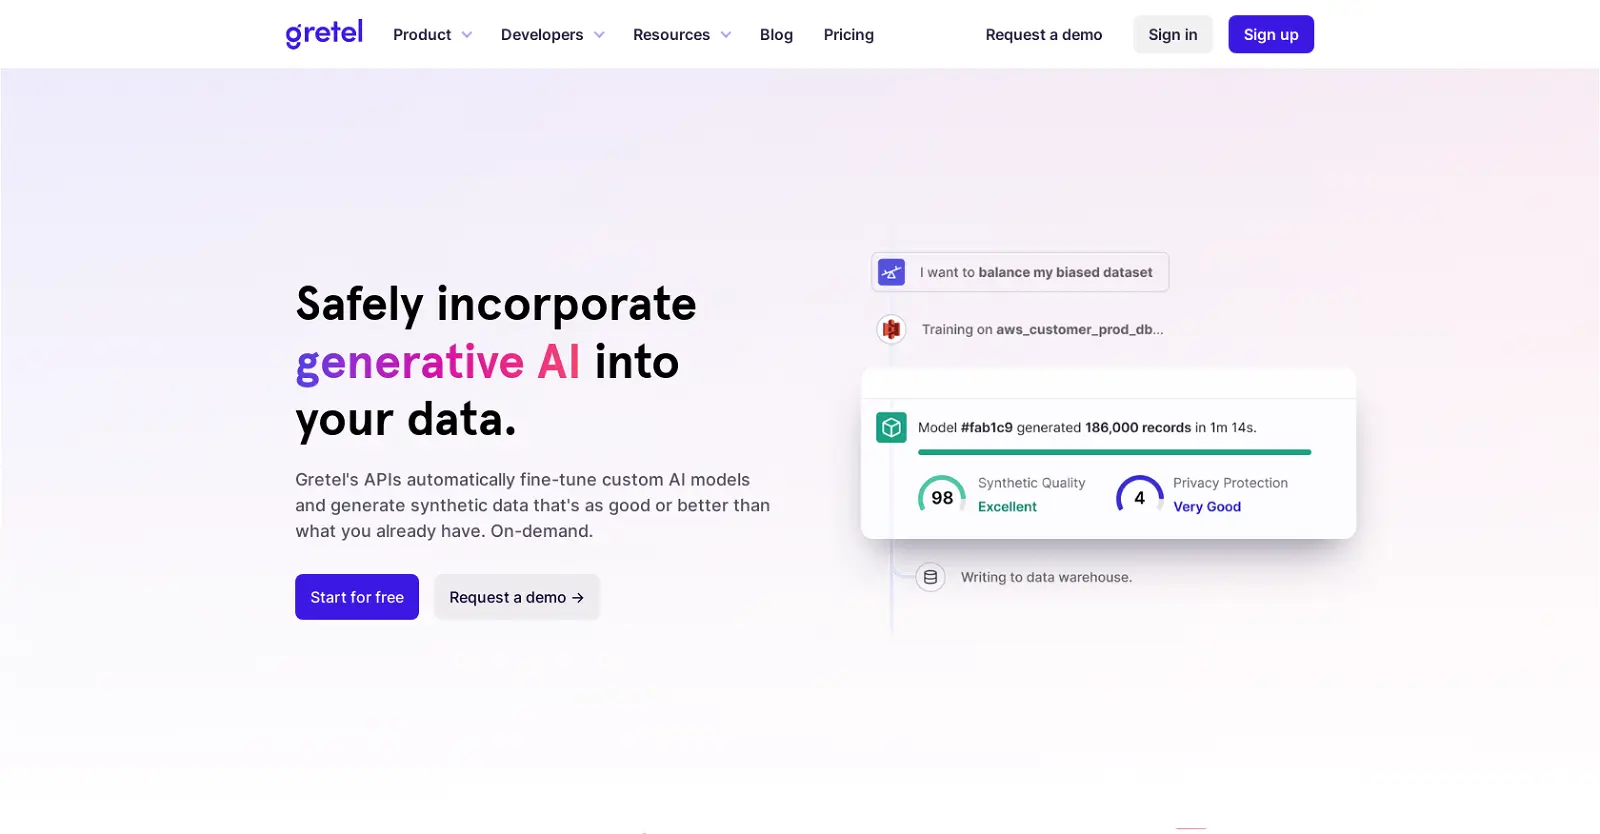 gretel Product Developers Resources Blog Pricing Request a demo Sign in Sign up
Safely incorporate
generative AI into
your data.
Gretel's APIs automatically fine-tune custom AI models
and generate synthetic data that's as good or better than
what you already have. On-demand.
Start for free Request a demo →
I want to balance my biased dataset
Training on aws_customer_prod_db...
Model #fab1c9 generated 186,000 records in 1m 14s.
98 Synthetic Quality Excellent
4 Privacy Protection Very Good
Writing to data warehouse.